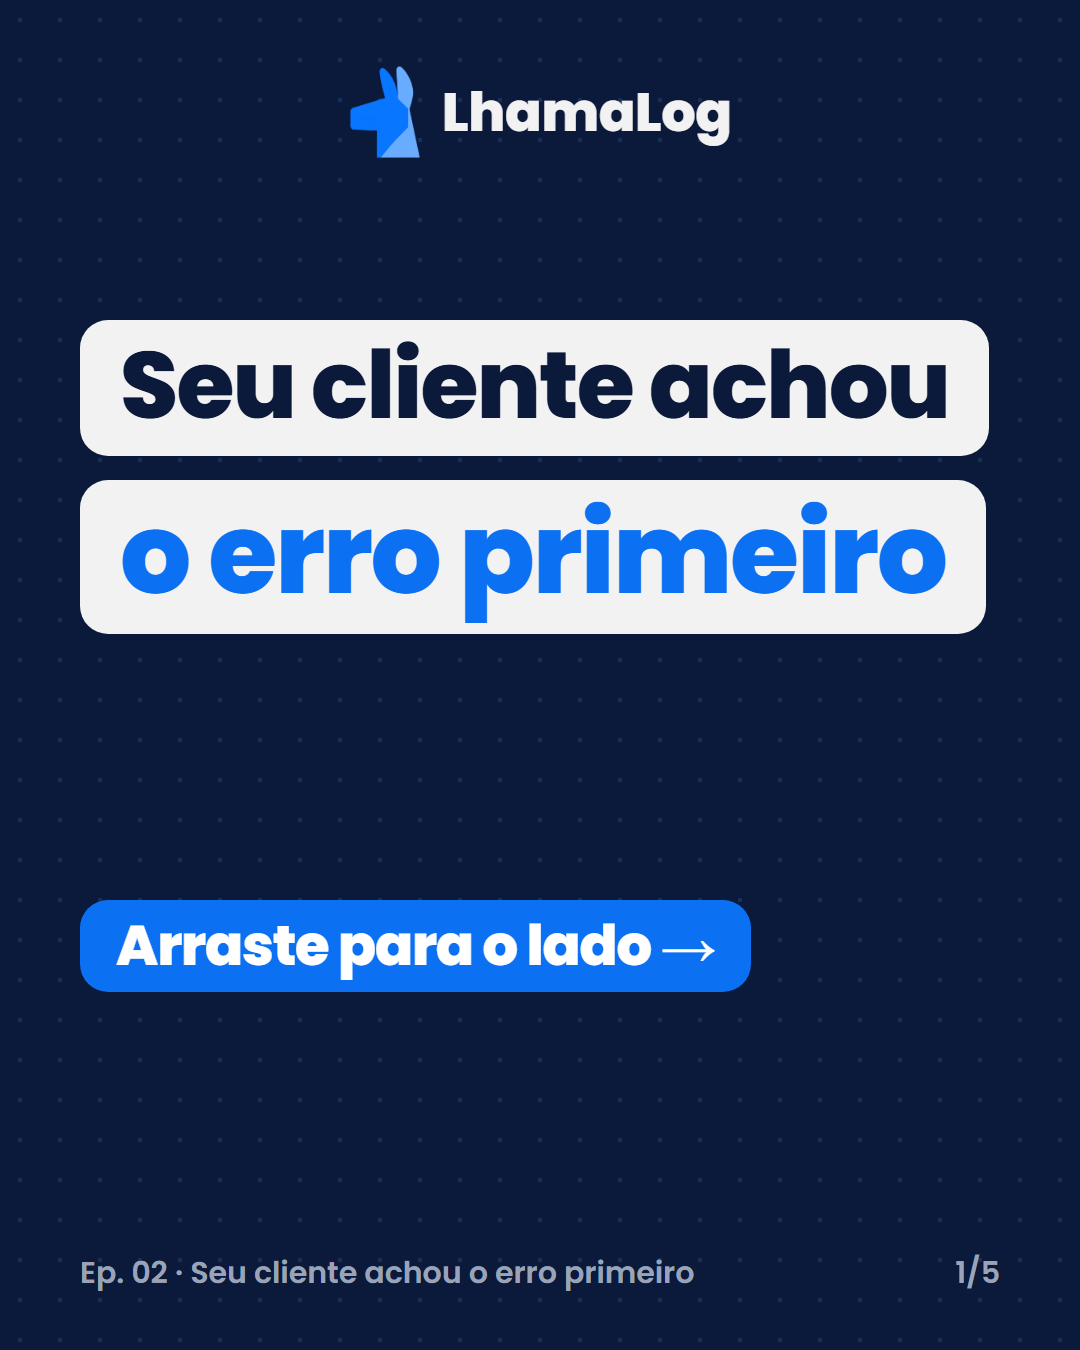 LhamaLog
Seu cliente achou
o erro primeiro
Arraste para o lado →
Ep. 02 · Seu cliente achou o erro primeiro
1/5